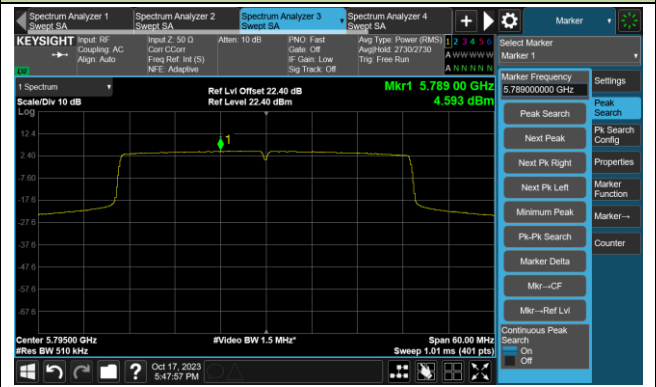 Spectrum Analyzer 1
Swept SA
Spectrum Analyzer 2
Swept SA
Spectrum Analyzer 3
Swept SA
Spectrum Analyzer 4
Swept SA
+
Marker
KEYSIGHT
Input: RF
Coupling: AC
Align: Auto
Input Z: 50 Ω
Corr CCorr
Freq Ref: Int (S)
NFE: Adaptive
Atten: 10 dB
PNO: Fast
Gate: Off
IF Gain: Low
Sig Track: Off
Avg Type: Power (RMS)
Avg|Hold: 2730/2730
Trig: Free Run
1 2 3 4 5 6
A W W W W W
A N N N N N
Select Marker
Marker 1
1 Spectrum
Scale/Div 10 dB
Ref Lvl Offset 22.40 dB
Ref Level 22.40 dBm
Mkr1 5.789 00 GHz
4.593 dBm
Log
12.4
2.40
-7.60
-17.6
-27.6
-37.6
-47.6
-57.6
-67.6
1
Center 5.79500 GHz
#Res BW 510 kHz
#Video BW 1.5 MHz*
Span 60.00 MHz
Sweep 1.01 ms (401 pts)
Marker Frequency
5.789000000 GHz
Peak Search
Next Peak
Next Pk Right
Next Pk Left
Minimum Peak
Pk-Pk Search
Marker Delta
Mkr→CF
Mkr→Ref Lvl
Continuous Peak
Search
On
Off
Settings
Peak
Search
Pk Search
Config
Properties
Marker
Function
Marker→
Counter
?
Oct 17, 2023
5:47:57 PM